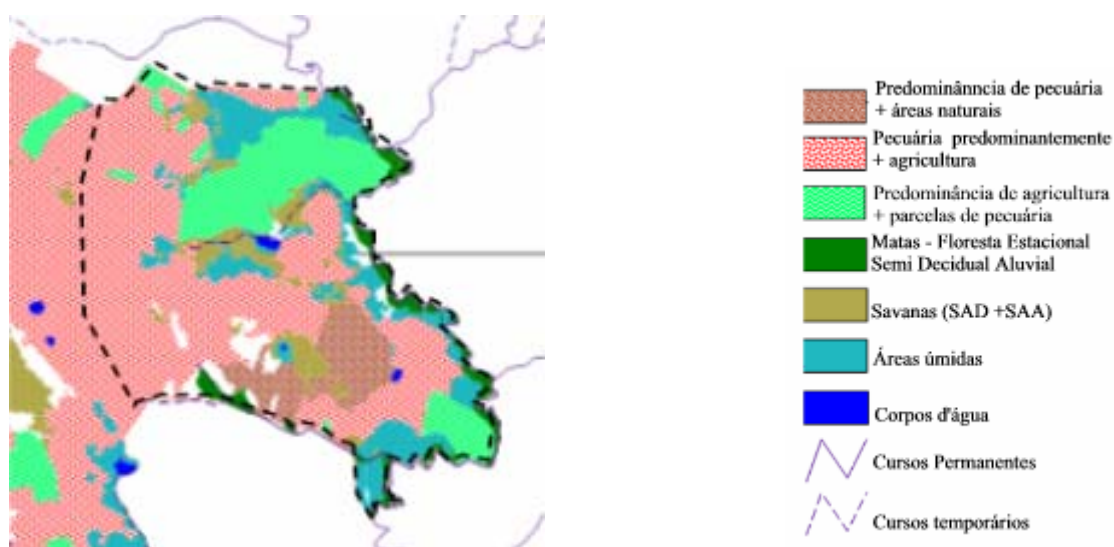 Predominânncia de pecuária
+ áreas naturais
Pecuária predominantemente
+ agricultura
Predominância de agricultura
+ parcelas de pecuária
Matas - Floresta Estacional
Semi Decidual Aluvial
Savanas (SAD +SAA)
Áreas úmidas
Corpos d'água
Cursos Permanentes
Cursos temporários